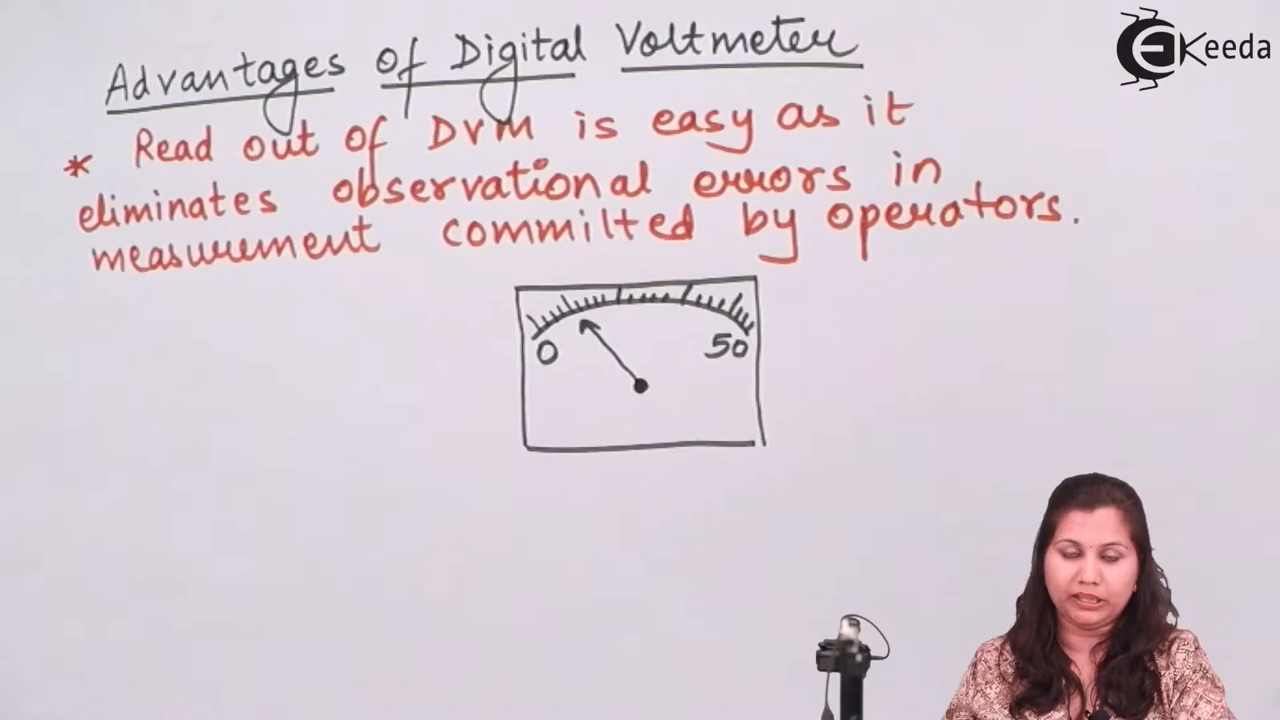 Advantages of Digital Voltmeter
* Read out of DVM is easy as it
eliminates observational errors in
measurement committed by operators.
0 50
EKeeda